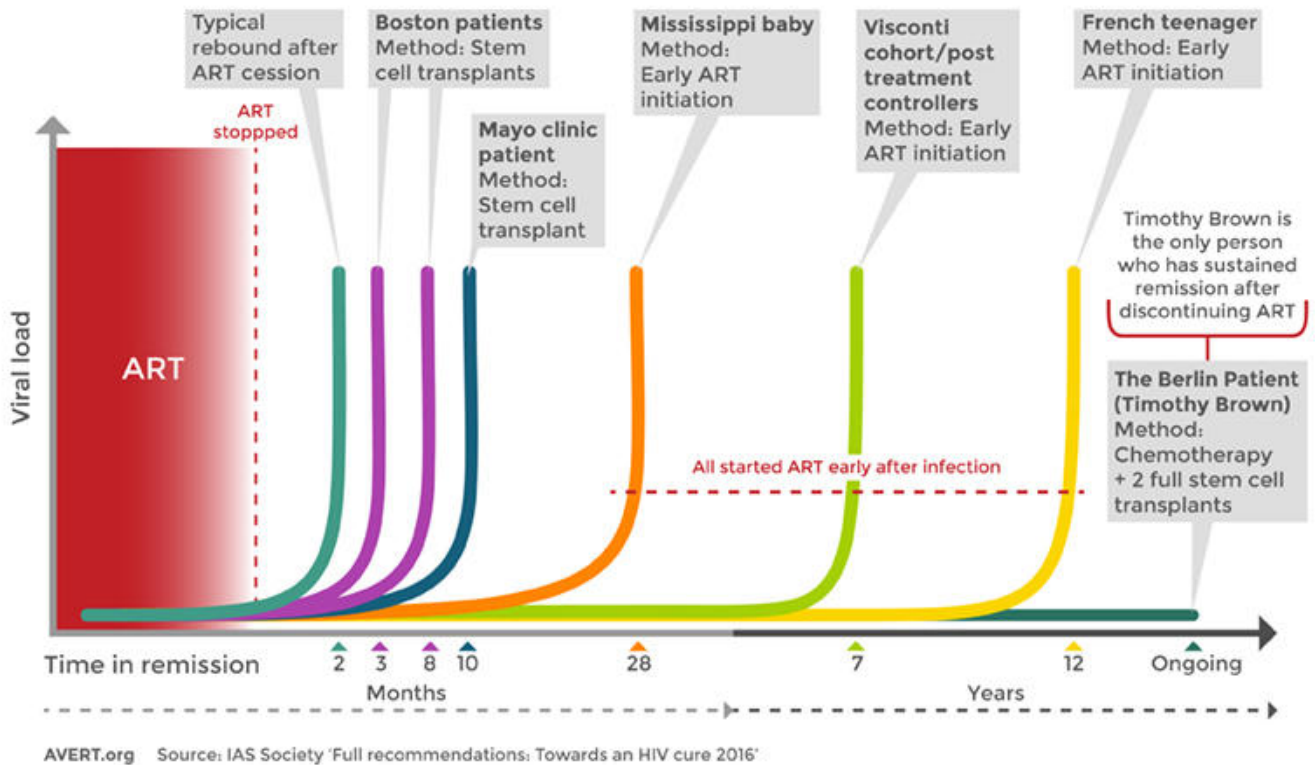 Typical
rebound after
ART cession
Boston patients
Method: Stem
cell transplants
Mississippi baby
Method:
Early ART
initiation
Visconti
cohort/post
treatment
controllers
Method: Early
ART initiation
French teenager
Method: Early
ART initiation
ART
stoppped
Mayo clinic
patient
Method:
Stem cell
transplant
Timothy Brown is
the only person
who has sustained
remission after
discontinuing ART
Viral load
ART
The Berlin Patient
(Timothy Brown)
Method:
Chemotherapy
+ 2 full stem cell
transplants
All started ART early after infection
Time in remission 2 3 8 10 28 7 12 Ongoing
Months Years
AVERT.org Source: IAS Society 'Full recommendations: Towards an HIV cure 2016'